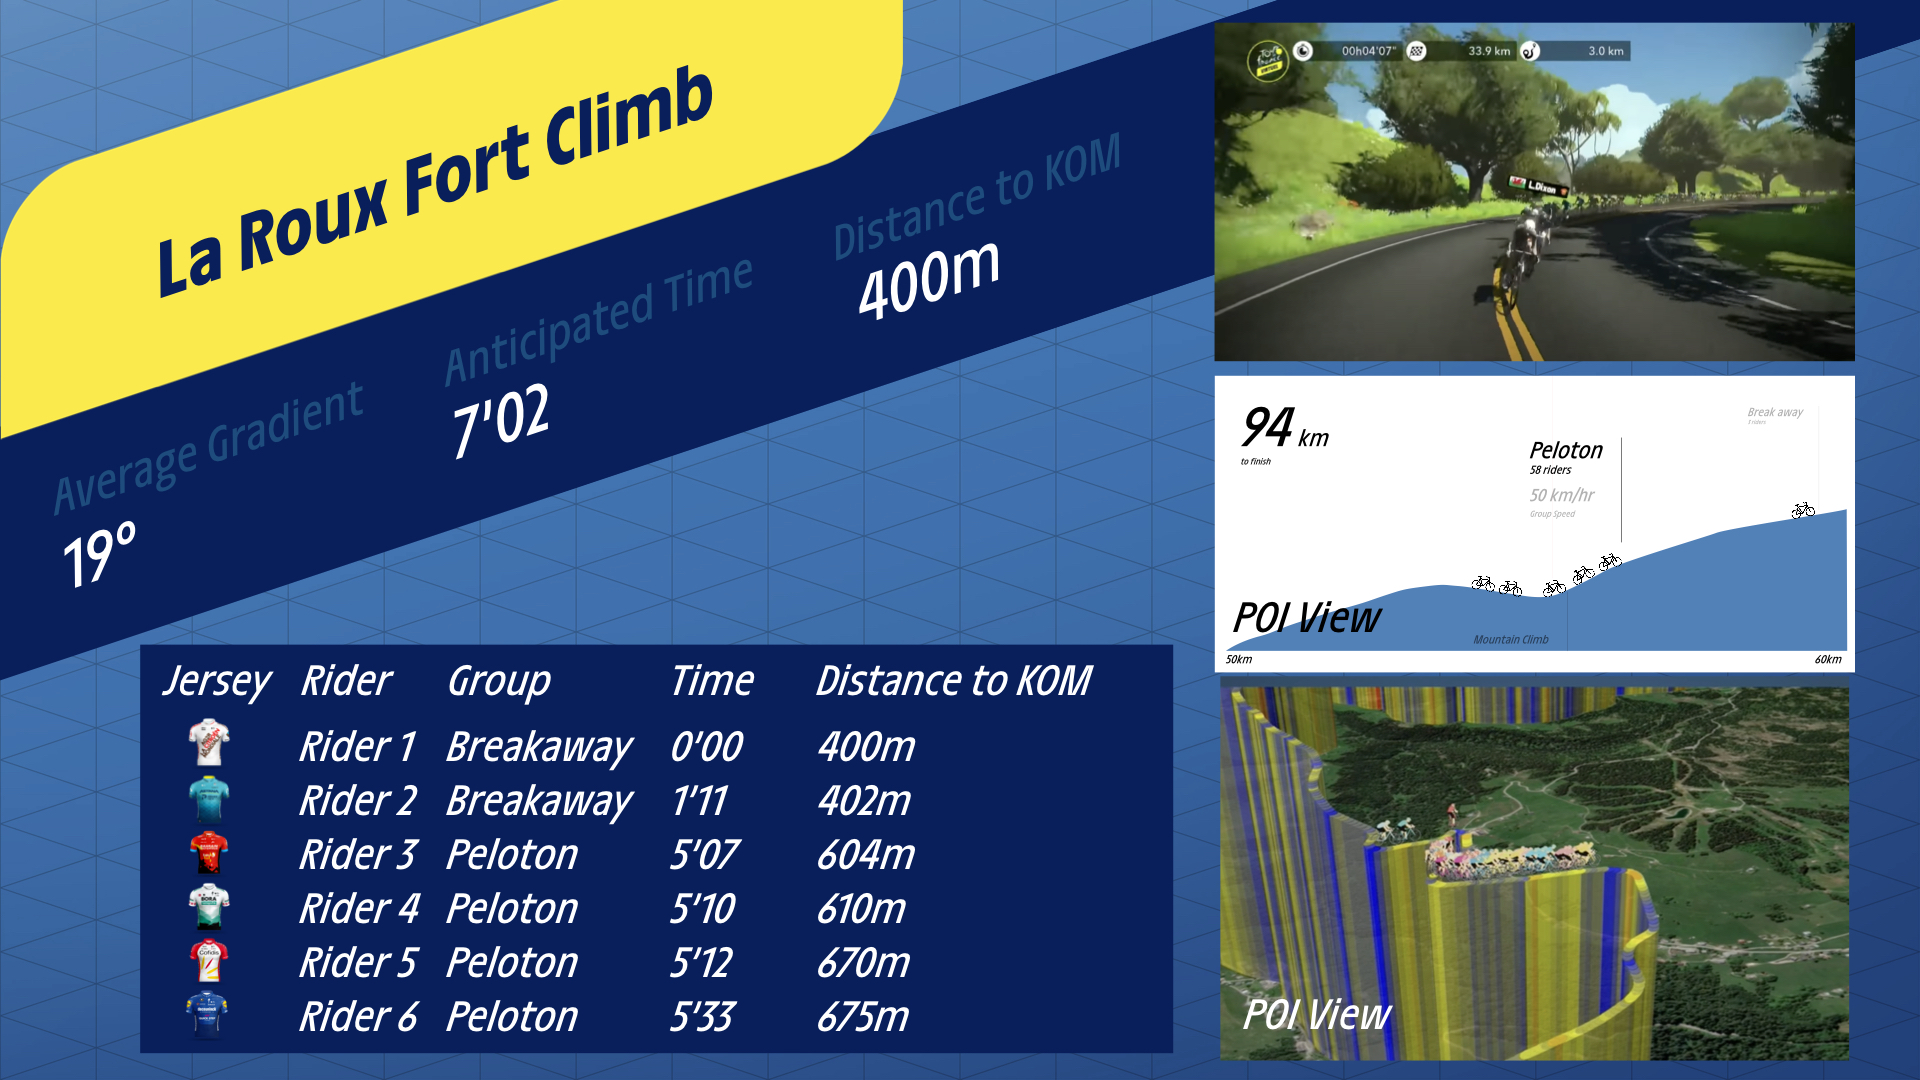 La Roux Fort Climb
Average Gradient
19°
Anticipated Time
7'02
Distance to KOM
400m
Jersey Rider Group Time Distance to KOM
Rider 1 Breakaway 0'00 400m
Rider 2 Breakaway 1'11 402m
Rider 3 Peloton 5'07 604m
Rider 4 Peloton 5'10 610m
BORA
Rider 5 Peloton 5'12 670m
Cofidis
Rider 6 Peloton 5'33 675m
00h04'07" 33.9 km 3.0 km
L.Dixon
94 km
to finish
Peloton
58 riders
50 km/hr
Group Speed
Break away
POI View
Mountain Climb
50km 60km
POI View